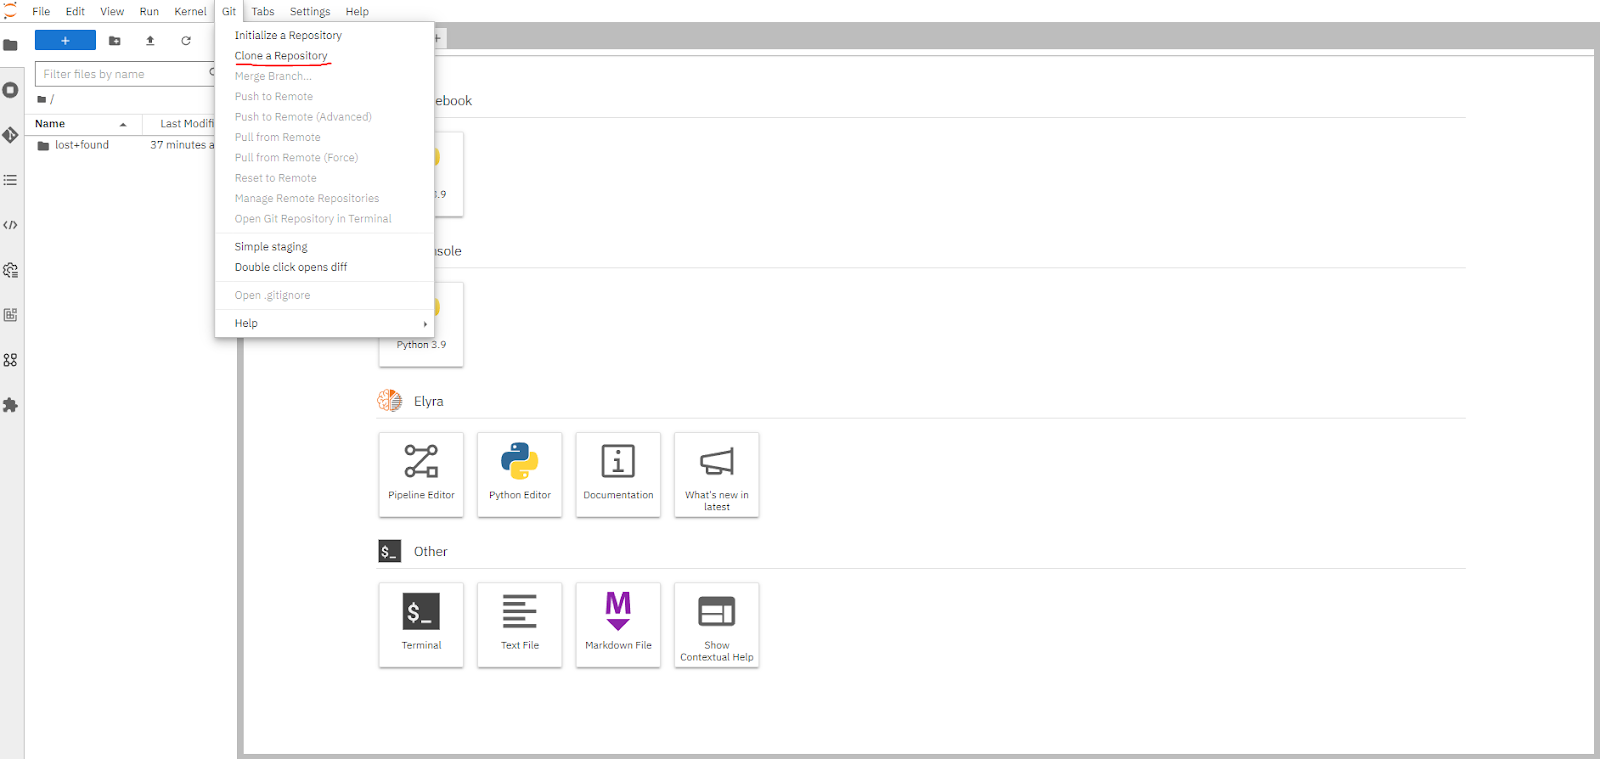 File Edit View Run Kernel Git Tabs Settings Help
Initialize a Repository
Clone a Repository
Merge Branch...
Push to Remote
Push to Remote (Advanced)
Pull from Remote
Pull from Remote (Force)
Reset to Remote
Manage Remote Repositories
Open Git Repository in Terminal
Simple staging
Double click opens diff
Open .gitignore
Help
+
Filter files by name
/
Name Last Modifi
lost+found 37 minutes a
ebook
3.9
nsole
Python 3.9
Elyra
Pipeline Editor
Python Editor
Documentation
What's new in
latest
$_ Other
$_
Terminal
Text File
M
Markdown File
Show
Contextual Help